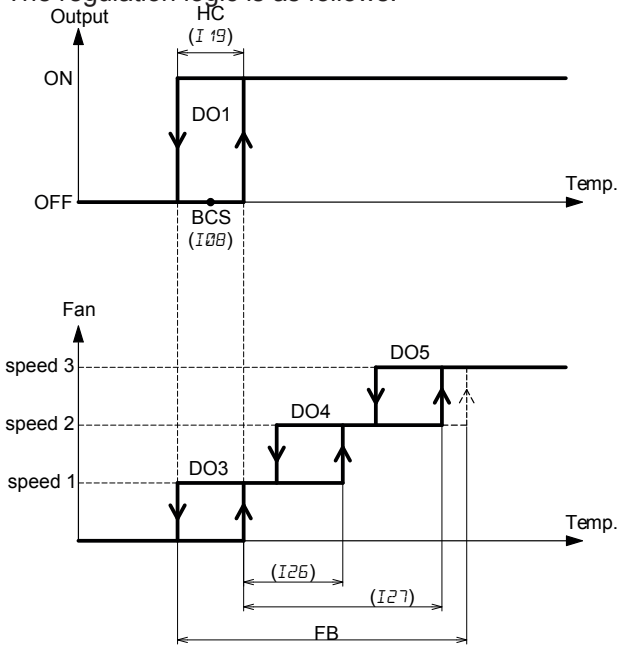 The regulation logic is as follows:
Output
HC
(I19)
ON
DO1
OFF
Temp.
BCS
(I08)
Fan
speed 3
DO5
speed 2
DO4
speed 1
DO3
Temp.
(I26)
(I27)
FB